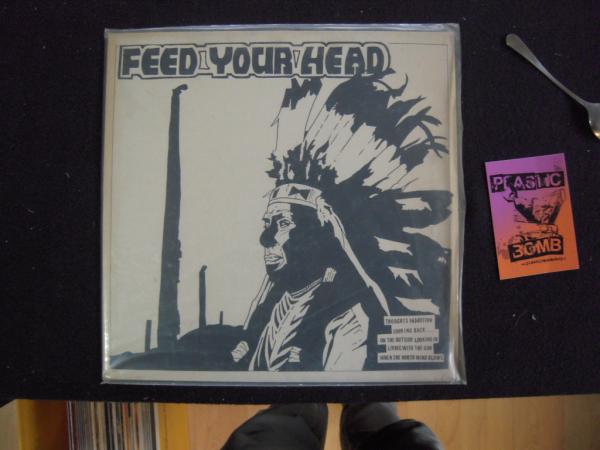 FEED YOUR HEAD
PLASTIC
BOMB
THOUGHTS INDUSTRY
LOOKING BACK
ON THE OUTSIDE LOOKING IN
LIVING WITH THE GUN
WHEN THE NORTH WIND BLOWS